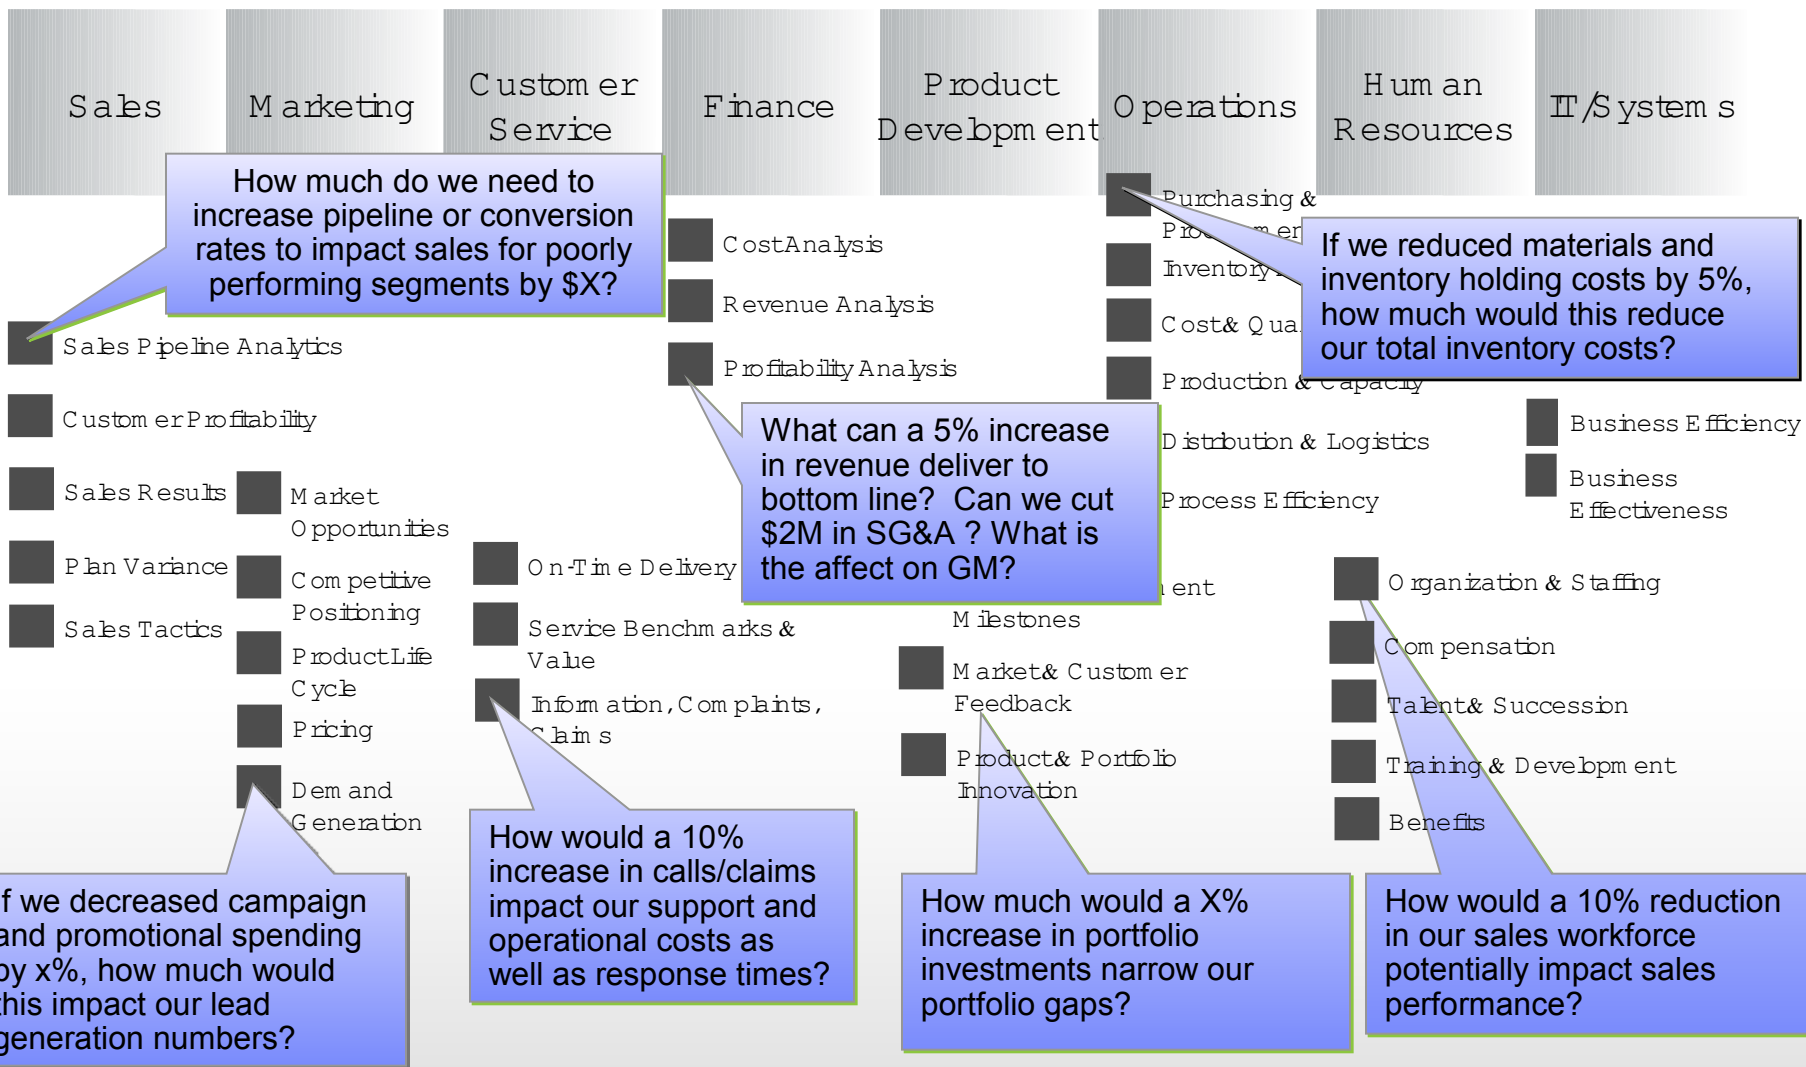 Sales
Marketing
Customer
Service
Finance
Product
Development
Operations
Human
Resources
IT/Systems
How much do we need to
increase pipeline or conversion
rates to impact sales for poorly
performing segments by $X?
Sales Pipeline Analytics
Customer Profitability
Sales Results
Plan Variance
Sales Tactics
Market
Opportunities
Competitive
Positioning
Product Life
Cycle
Pricing
Demand
Generation
If we decreased campaign
and promotional spending
by x%, how much would
this impact our lead
generation numbers?
On-Time Delivery
Service Benchmarks &
Value
Information, Complaints,
Claims
How would a 10%
increase in calls/claims
impact our support and
operational costs as
well as response times?
Cost Analysis
Revenue Analysis
Profitability Analysis
What can a 5% increase
in revenue deliver to
bottom line?  Can we cut
$2M in SG&A ? What is
the affect on GM?
Milestones
Market & Customer
Feedback
Product & Portfolio
Innovation
How much would a X%
increase in portfolio
investments narrow our
portfolio gaps?
Purchasing &
Inventory
Cost &
Production & Capacity
Distribution & Logistics
Process Efficiency
If we reduced materials and
inventory holding costs by 5%,
how much would this reduce
our total inventory costs?
Organization & Staffing
Compensation
Talent & Succession
Training & Development
Benefits
How would a 10% reduction
in our sales workforce
potentially impact sales
performance?
Business Efficiency
Business
Effectiveness